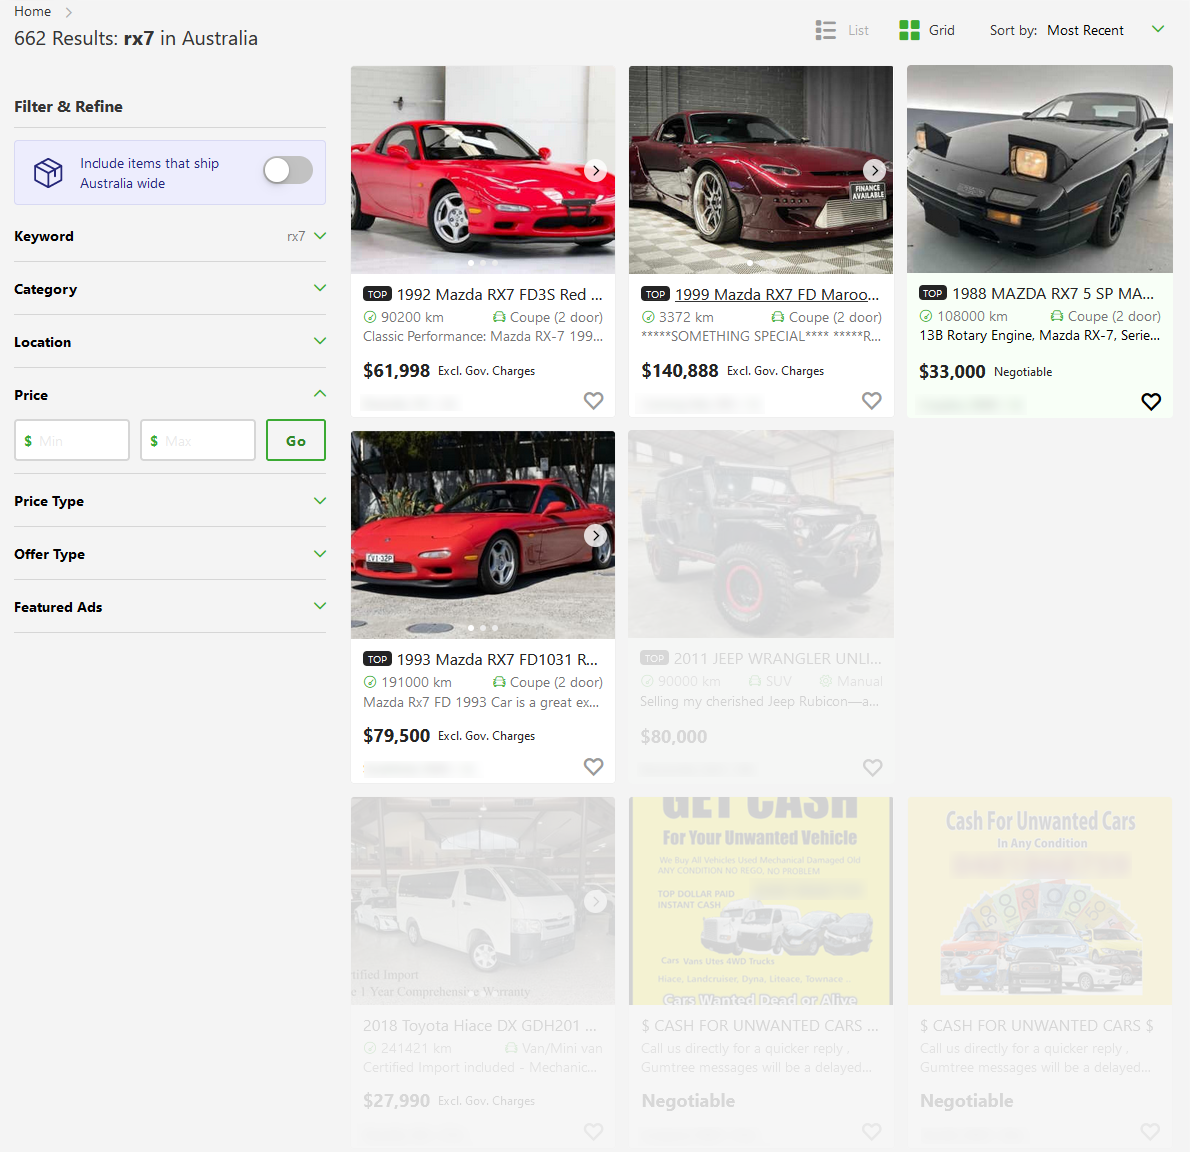 Home
662 Results: rx7 in Australia
List
Grid
Sort by: Most Recent
Filter & Refine
Include items that ship
Australia wide
Keyword
rx7
Category
Location
Price
$ Min
$ Max
Go
Price Type
Offer Type
Featured Ads
TOP 1992 Mazda RX7 FD3S Red ...
90200 km
Coupe (2 door)
Classic Performance: Mazda RX-7 199...
$61,998 Excl. Gov. Charges
FINANCE
AVAILABLE
TOP 1999 Mazda RX7 FD Maroo...
3372 km
Coupe (2 door)
*****SOMETHING SPECIAL**** *****R...
$140,888 Excl. Gov. Charges
TOP 1988 MAZDA RX7 5 SP MA...
108000 km
Coupe (2 door)
13B Rotary Engine, Mazda RX-7, Serie...
$33,000 Negotiable
TOP 1993 Mazda RX7 FD1031 R...
191000 km
Coupe (2 door)
Mazda Rx7 FD 1993 Car is a great ex...
$79,500 Excl. Gov. Charges
TOP 2011 JEEP WRANGLER UNLI...
90000 km
SUV
Manual
Selling my cherished Jeep Rubicon—a...
$80,000
tified Import
e 1 Year Comprehensive Warranty
2018 Toyota Hiace DX GDH201 ...
241421 km
Van/Mini van
Certified Import included - Mechanic...
$27,990 Excl. Gov. Charges
GET CASH
For Your Unwanted Vehicle
We Buy All Vehicles Used Mechanical Damaged Old
ANY CONDITION NO REGO, NO PROBLEM
TOP DOLLAR PAID
INSTANT CASH
Cars Vans Utes 4WD Trucks
Hiace, Landcruiser, Dyna, Liteace, Townace .
Cars Wanted Dead or Alive
$ CASH FOR UNWANTED CARS ...
Call us directly for a quicker reply ,
Gumtree messages will be a delayed...
Negotiable
Cash For Unwanted Cars
In Any Condition
$ CASH FOR UNWANTED CARS $
Call us directly for a quicker reply ,
Gumtree messages will be a delayed...
Negotiable